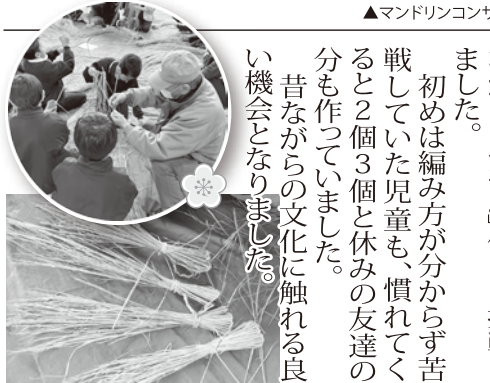 ▲マンドリンコンサ
ました。
初めは編み方が分からず苦
戦していた児童も、慣れてく
ると２個３個と休みの友達の
分も作っていました。
昔ながらの文化に触れる良
い機会となりました。